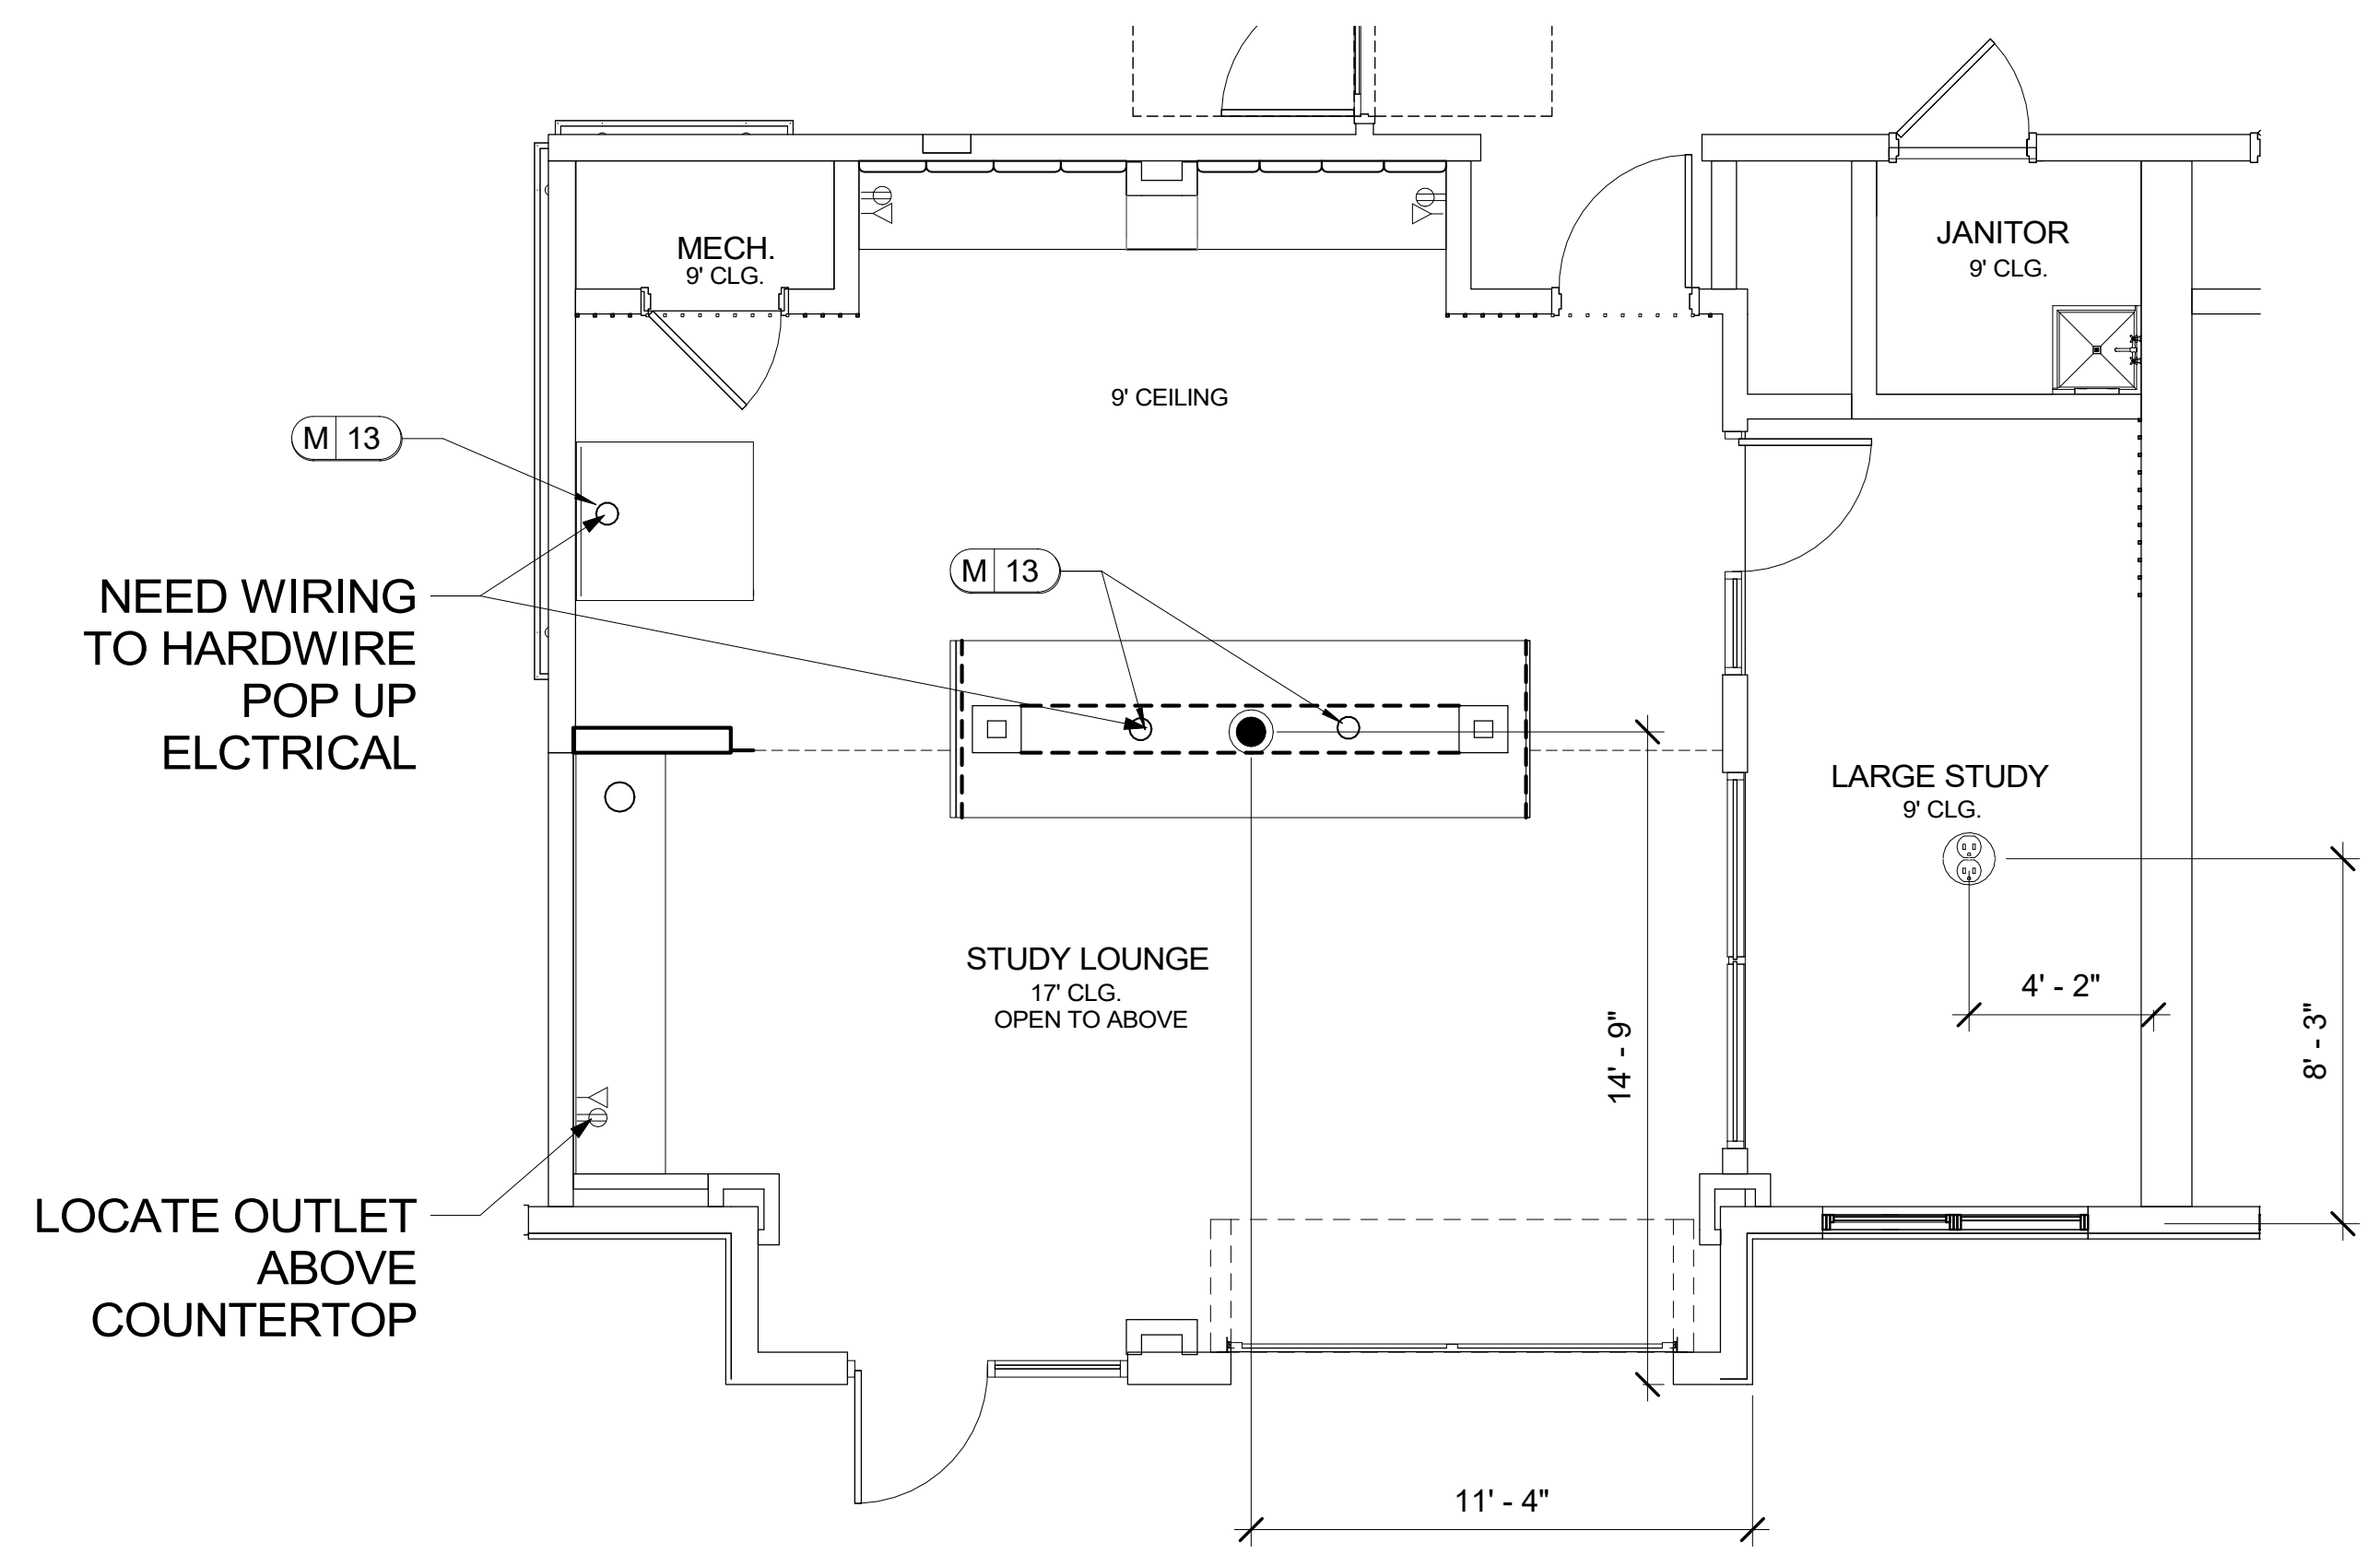 MECH.
9' CLG.
JANITOR
9' CLG.
9' CEILING
M 13
NEED WIRING
TO HARDWIRE
POP UP
ELCTRICAL
M 13
LARGE STUDY
9' CLG.
STUDY LOUNGE
17' CLG.
OPEN TO ABOVE
4' - 2"
8' - 3"
14' - 9"
LOCATE OUTLET
ABOVE
COUNTERTOP
11' - 4"